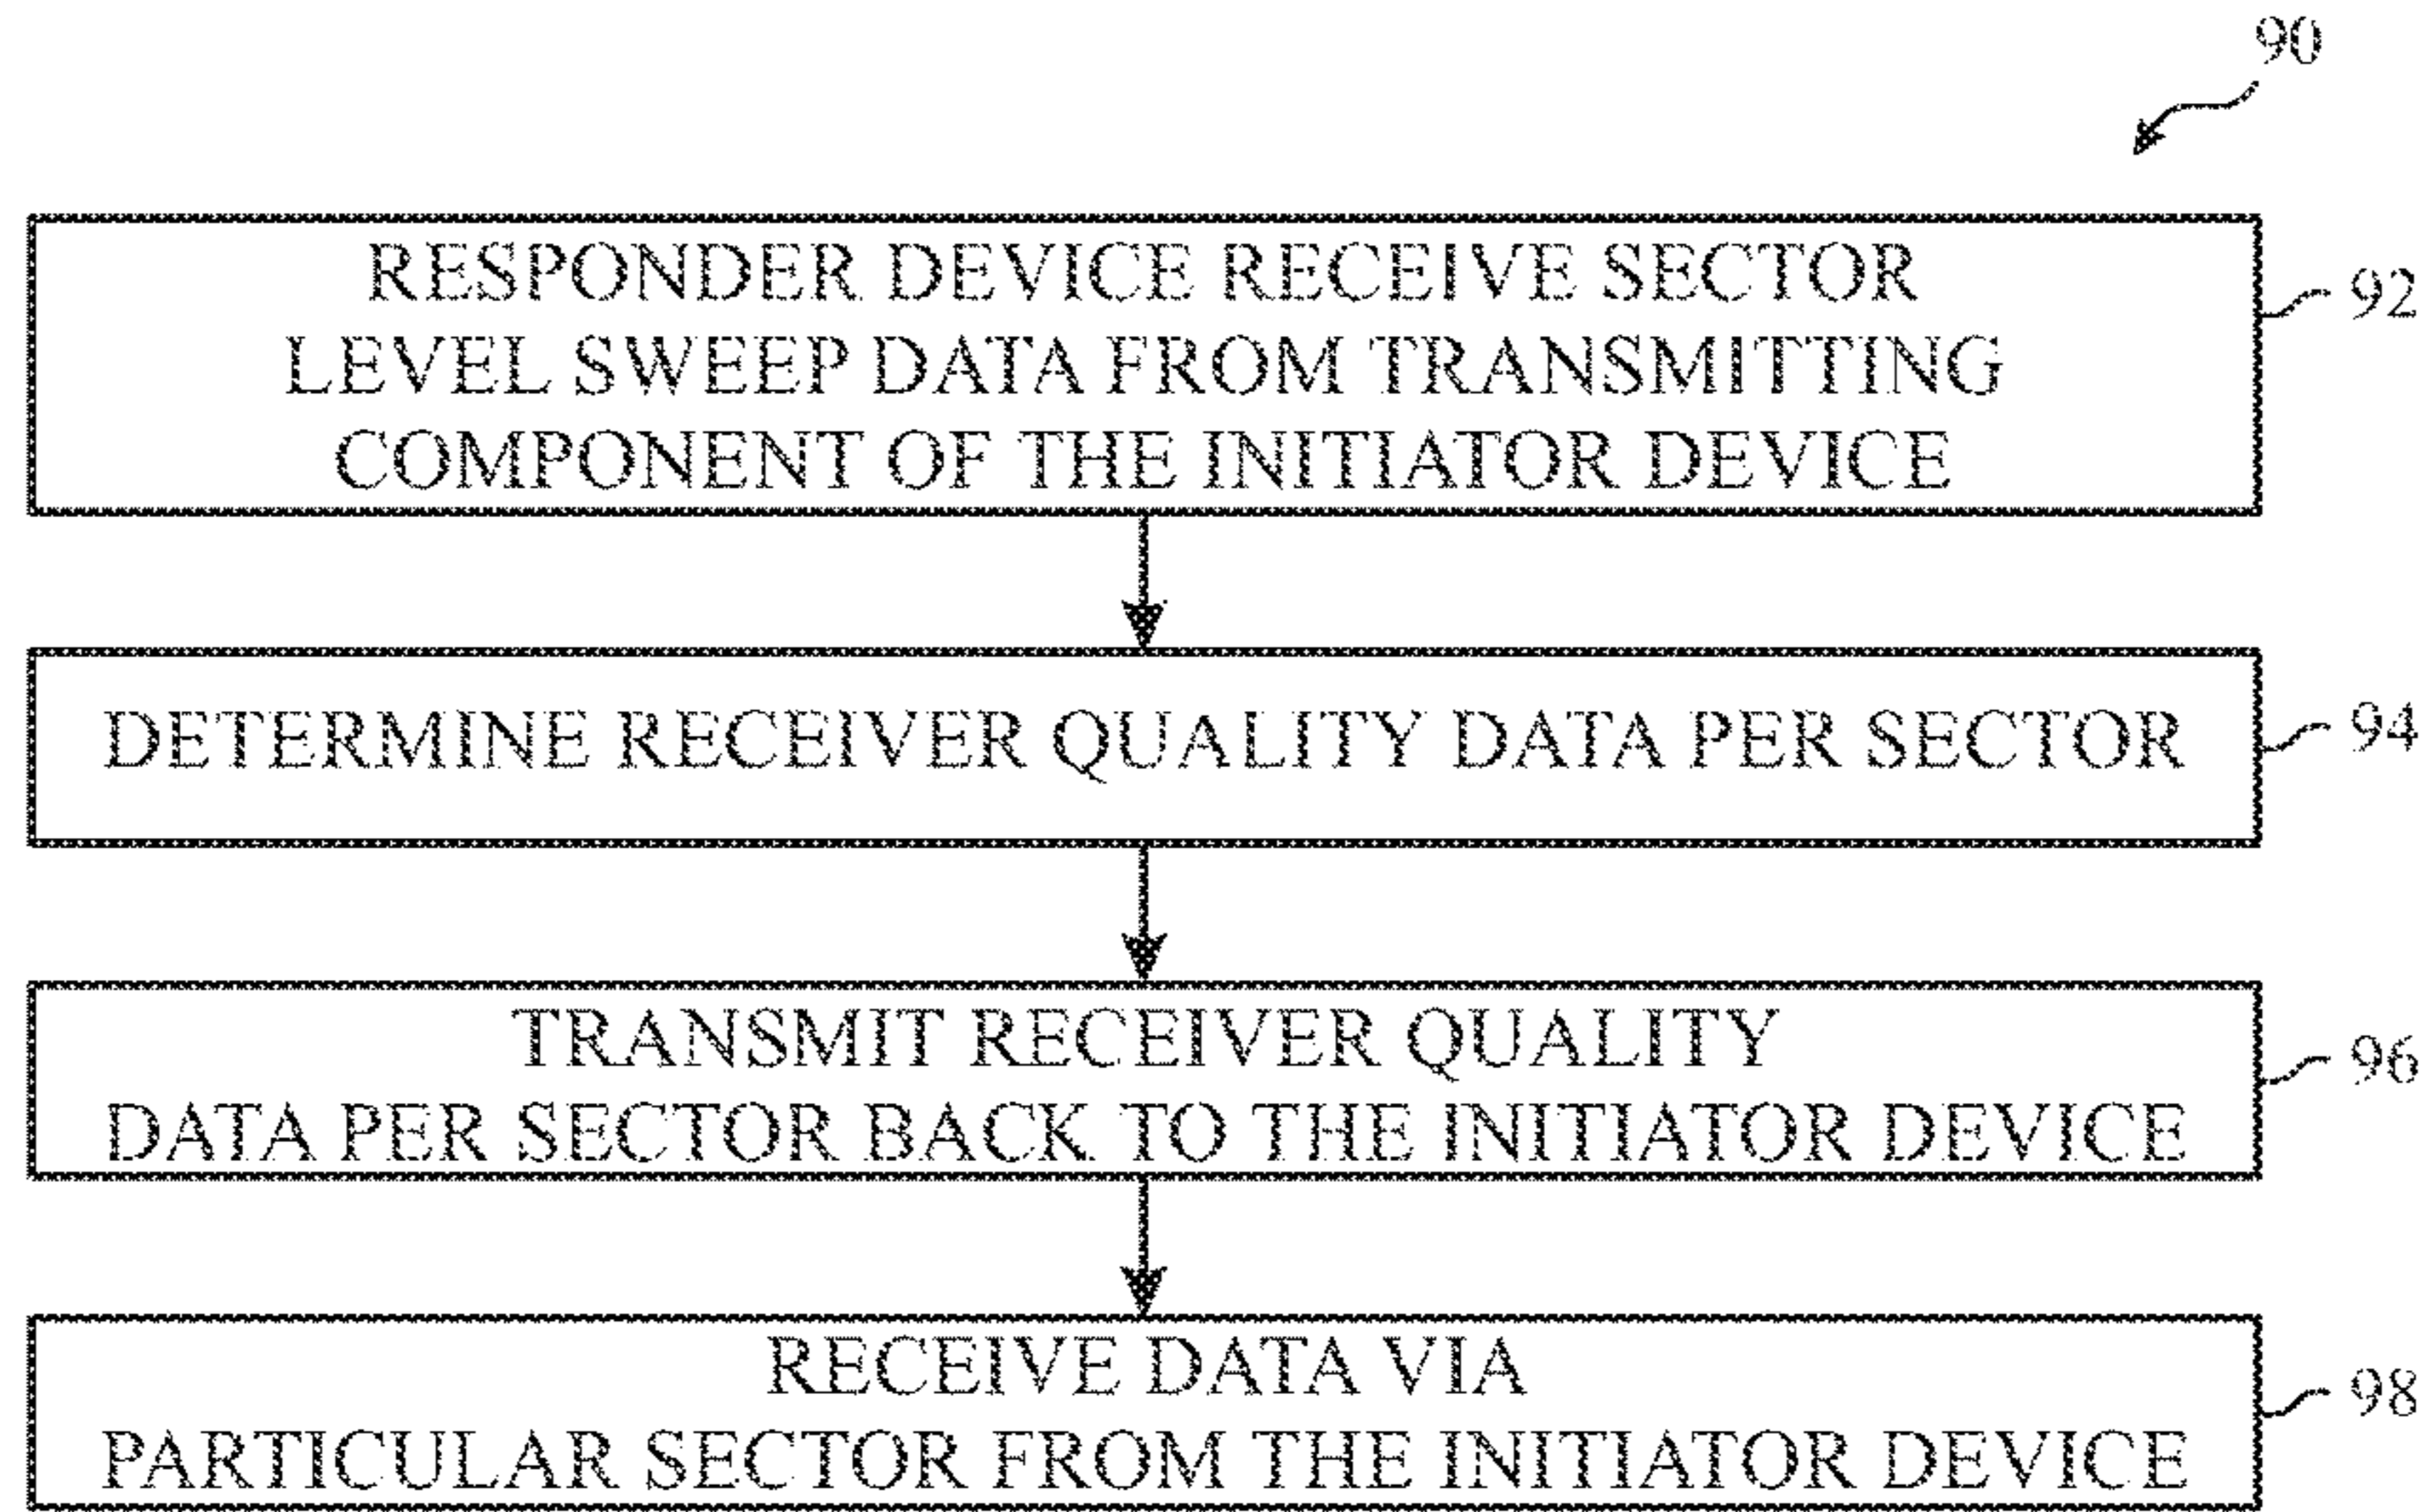 90
RESPONDER DEVICE RECEIVE SECTOR
LEVEL SWEEP DATA FROM TRANSMITTING
COMPONENT OF THE INITIATOR DEVICE
92
DETERMINE RECEIVER QUALITY DATA PER SECTOR
94
TRANSMIT RECEIVER QUALITY
DATA PER SECTOR BACK TO THE INITIATOR DEVICE
96
RECEIVE DATA VIA
PARTICULAR SECTOR FROM THE INITIATOR DEVICE
98